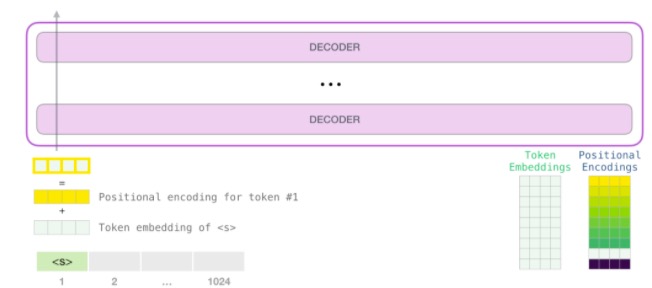 DECODER
...
DECODER
Token Positional
Embeddings Encodings
=
Positional encoding for token #1
+
Token embedding of <s>
<S>
1 2 ... 1024